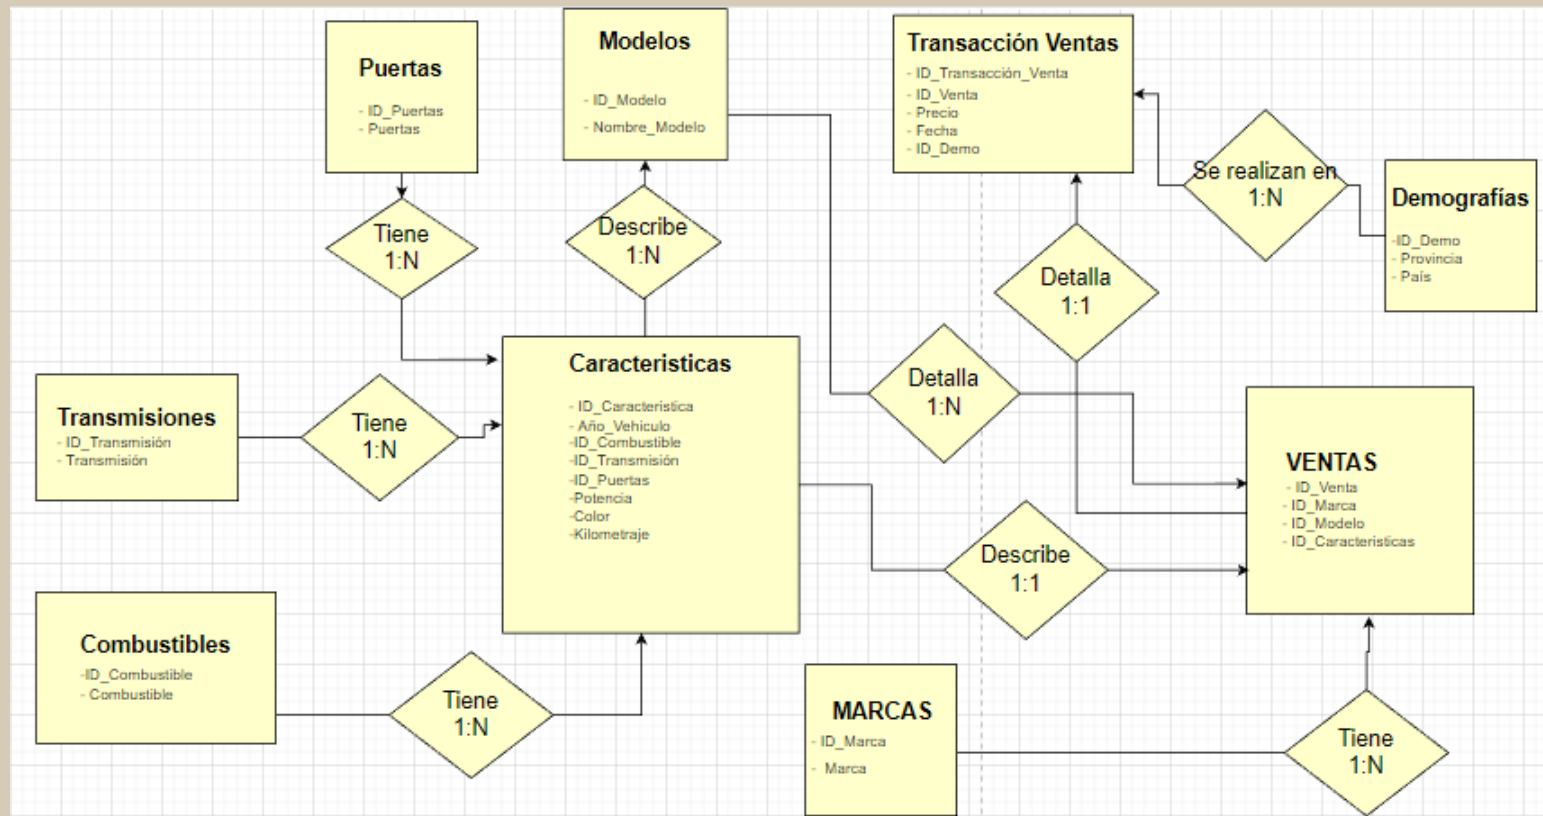 Puertas
- ID_Puertas
- Puertas
Modelos
- ID_Modelo
- Nombre_Modelo
Transacción Ventas
- ID_Transacción_Venta
- ID_Venta
- Precio
- Fecha
- ID_Demo
Se realizan en
1:N
Demografías
-ID_Demo
- Provincia
- País
Tiene
1:N
Describe
1:N
Detalla
1:1
Transmisiones
- ID_Transmisión
- Transmisión
Tiene
1:N
Caracteristicas
- ID_Caracteristica
- Año_Vehiculo
-ID_Combustible
-ID_Transmisión
-ID_Puertas
-Potencia
-Color
-Kilometraje
Detalla
1:N
VENTAS
- ID_Venta
- ID_Marca
- ID_Modelo
- ID_Caracteristicas
Describe
1:1
Combustibles
-ID_Combustible
- Combustible
Tiene
1:N
MARCAS
- ID_Marca
- Marca
Tiene
1:N